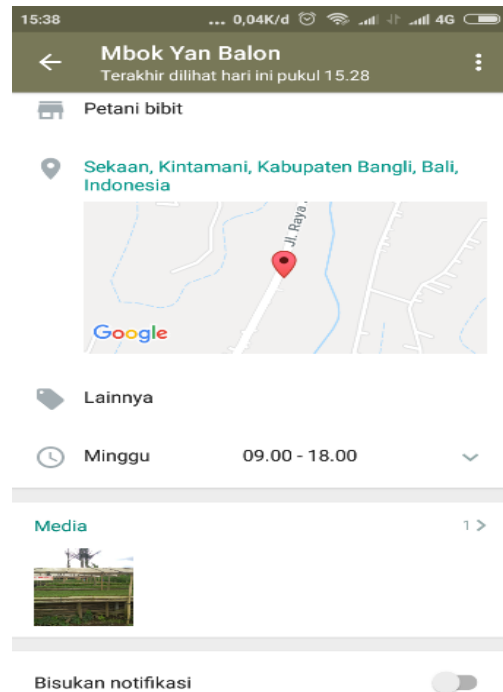 15:38 ... 0,04K/d 4G
Mbok Yan Balon
Terakhir dilihat hari ini pukul 15.28
Petani bibit
Sekaan, Kintamani, Kabupaten Bangli, Bali,
Indonesia
Jl. Raya
Google
Lainnya
Minggu 09.00 - 18.00
Media 1
Bisukan notifikasi